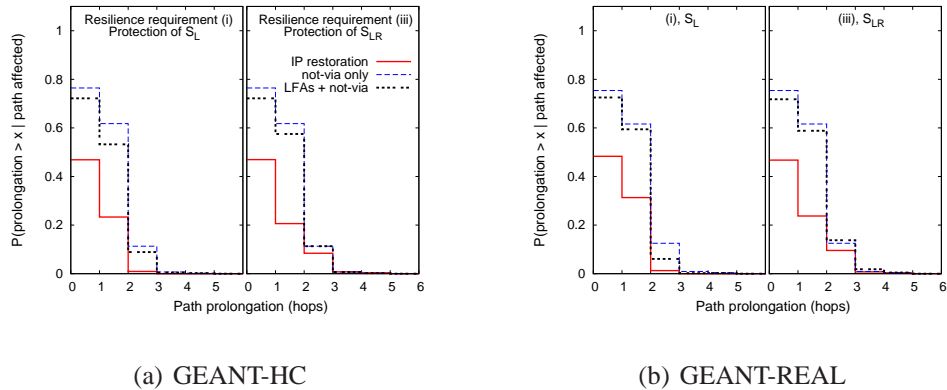 Resilience requirement (i)
Protection of S_L
Resilience requirement (iii)
Protection of S_LR
IP restoration
not-via only
LFAs + not-via
P(prolongation > x | path affected)
1
0.8
0.6
0.4
0.2
0
0 1 2 3 4 5 0 1 2 3 4 5 6
Path prolongation (hops)
(a) GEANT-HC
(i), S_L
(iii), S_LR
P(prolongation > x | path affected)
1
0.8
0.6
0.4
0.2
0
0 1 2 3 4 5 0 1 2 3 4 5 6
Path prolongation (hops)
(b) GEANT-REAL